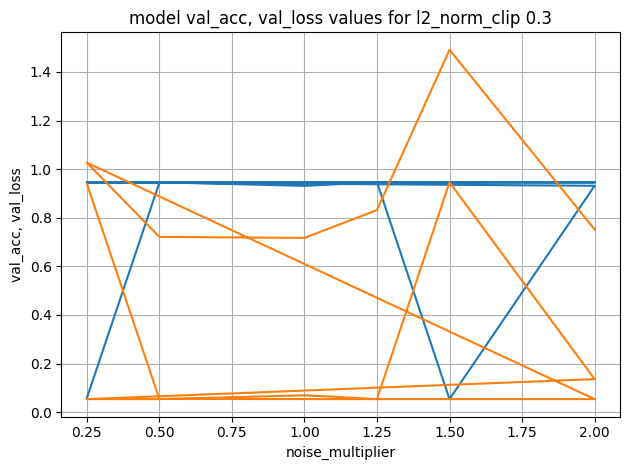 model val_acc, val_loss values for l2_norm_clip 0.3
val_acc, val_loss
1.4
1.2
1.0
0.8
0.6
0.4
0.2
0.0
0.25 0.50 0.75 1.00 1.25 1.50 1.75 2.00
noise_multiplier